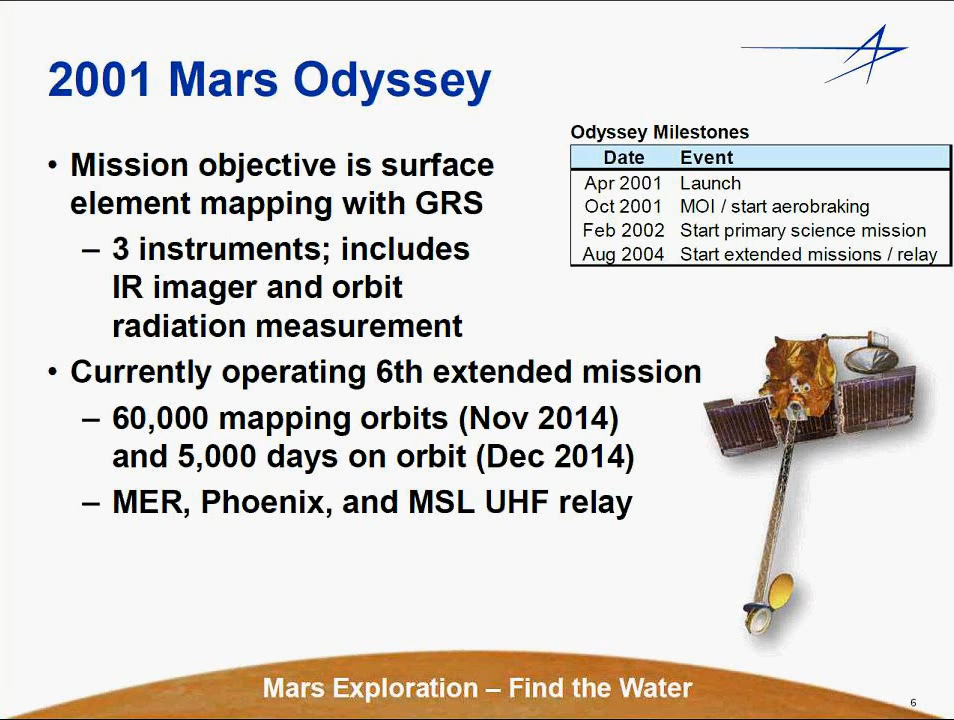 2001 Mars Odyssey
• Mission objective is surface
element mapping with GRS
– 3 instruments; includes
IR imager and orbit
radiation measurement
• Currently operating 6th extended mission
– 60,000 mapping orbits (Nov 2014)
and 5,000 days on orbit (Dec 2014)
– MER, Phoenix, and MSL UHF relay
Odyssey Milestones
Date Event
Apr 2001 Launch
Oct 2001 MOI / start aerobraking
Feb 2002 Start primary science mission
Aug 2004 Start extended missions / relay
Mars Exploration – Find the Water
6